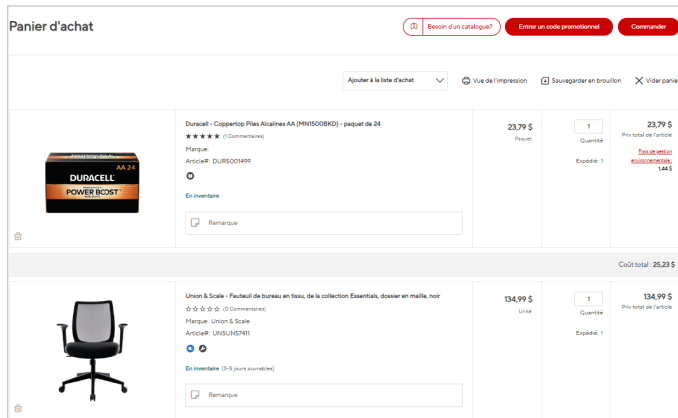 Panier d'achat
Besoin d'un catalogue?
Entrer un code promotionnel
Commander
Ajouter à la liste d'achat
Vue de l'impression
Sauvegarder en brouillon
Vider panie
Duracell - Coppertop Piles Alcalines AA (MN1500BKD) - paquet de 24
(1 Commentaires)
Marque:
Article#: DURS001499
En inventaire
Remarque
AA 24
DURACELL
POWER BOOST
23,79 $
Paquet
1
Quantité
Expédié: 1
23,79 $
Prix total de l'article
Frais de gestion
environnementale:
1,44 $
Coût total : 25,23 $
Union & Scale - Fauteuil de bureau en tissu, de la collection Essentials, dossier en maille, noir
(0 Commentaires)
Marque: Union & Scale
Article#: UNSUN57411
En inventaire (3-5 jours ouvrables)
Remarque
134,99 $
Unité
1
Quantité
Expédié: 1
134,99 $
Prix total de l'article